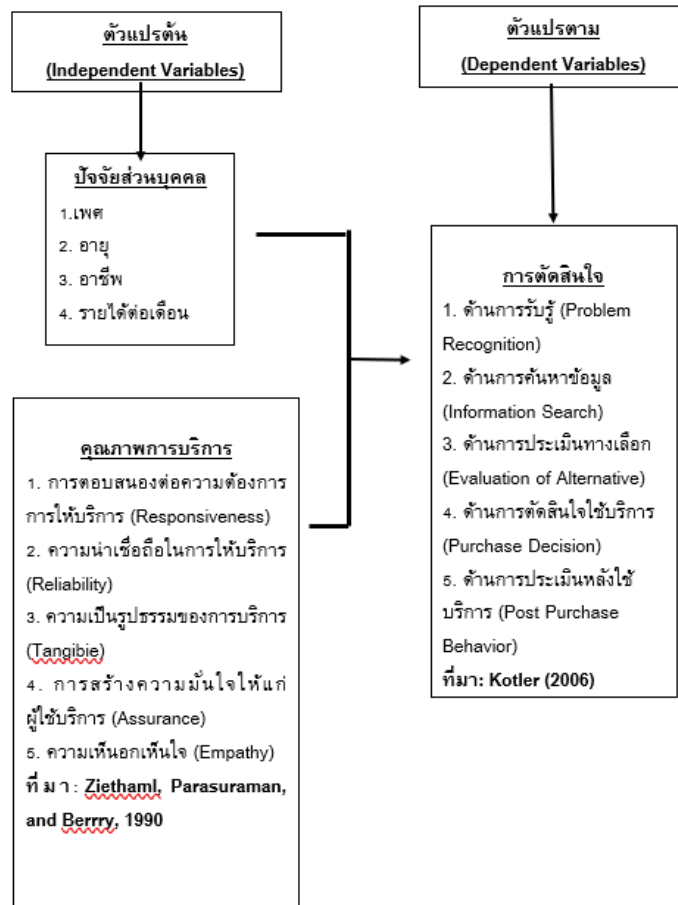 ตัวแปรต้น
(Independent Variables)
ปัจจัยส่วนบุคคล
1.เพศ
2. อายุ
3. อาชีพ
4. รายได้ต่อเดือน
คุณภาพการบริการ
1. การตอบสนองต่อความต้องการ
การให้บริการ (Responsiveness)
2. ความน่าเชื่อถือในการให้บริการ
(Reliability)
3. ความเป็นรูปธรรมของการบริการ
(Tangibie)
4. การสร้างความมั่นใจให้แก่
ผู้ใช้บริการ (Assurance)
5. ความเห็นอกเห็นใจ (Empathy)
ที่มา: Ziethaml, Parasuraman,
and Berrry, 1990
ตัวแปรตาม
(Dependent Variables)
การตัดสินใจ
1. ด้านการรับรู้ (Problem
Recognition)
2. ด้านการค้นหาข้อมูล
(Information Search)
3. ด้านการประเมินทางเลือก
(Evaluation of Alternative)
4. ด้านการตัดสินใจใช้บริการ
(Purchase Decision)
5. ด้านการประเมินหลังใช้
บริการ (Post Purchase
Behavior)
ที่มา: Kotler (2006)